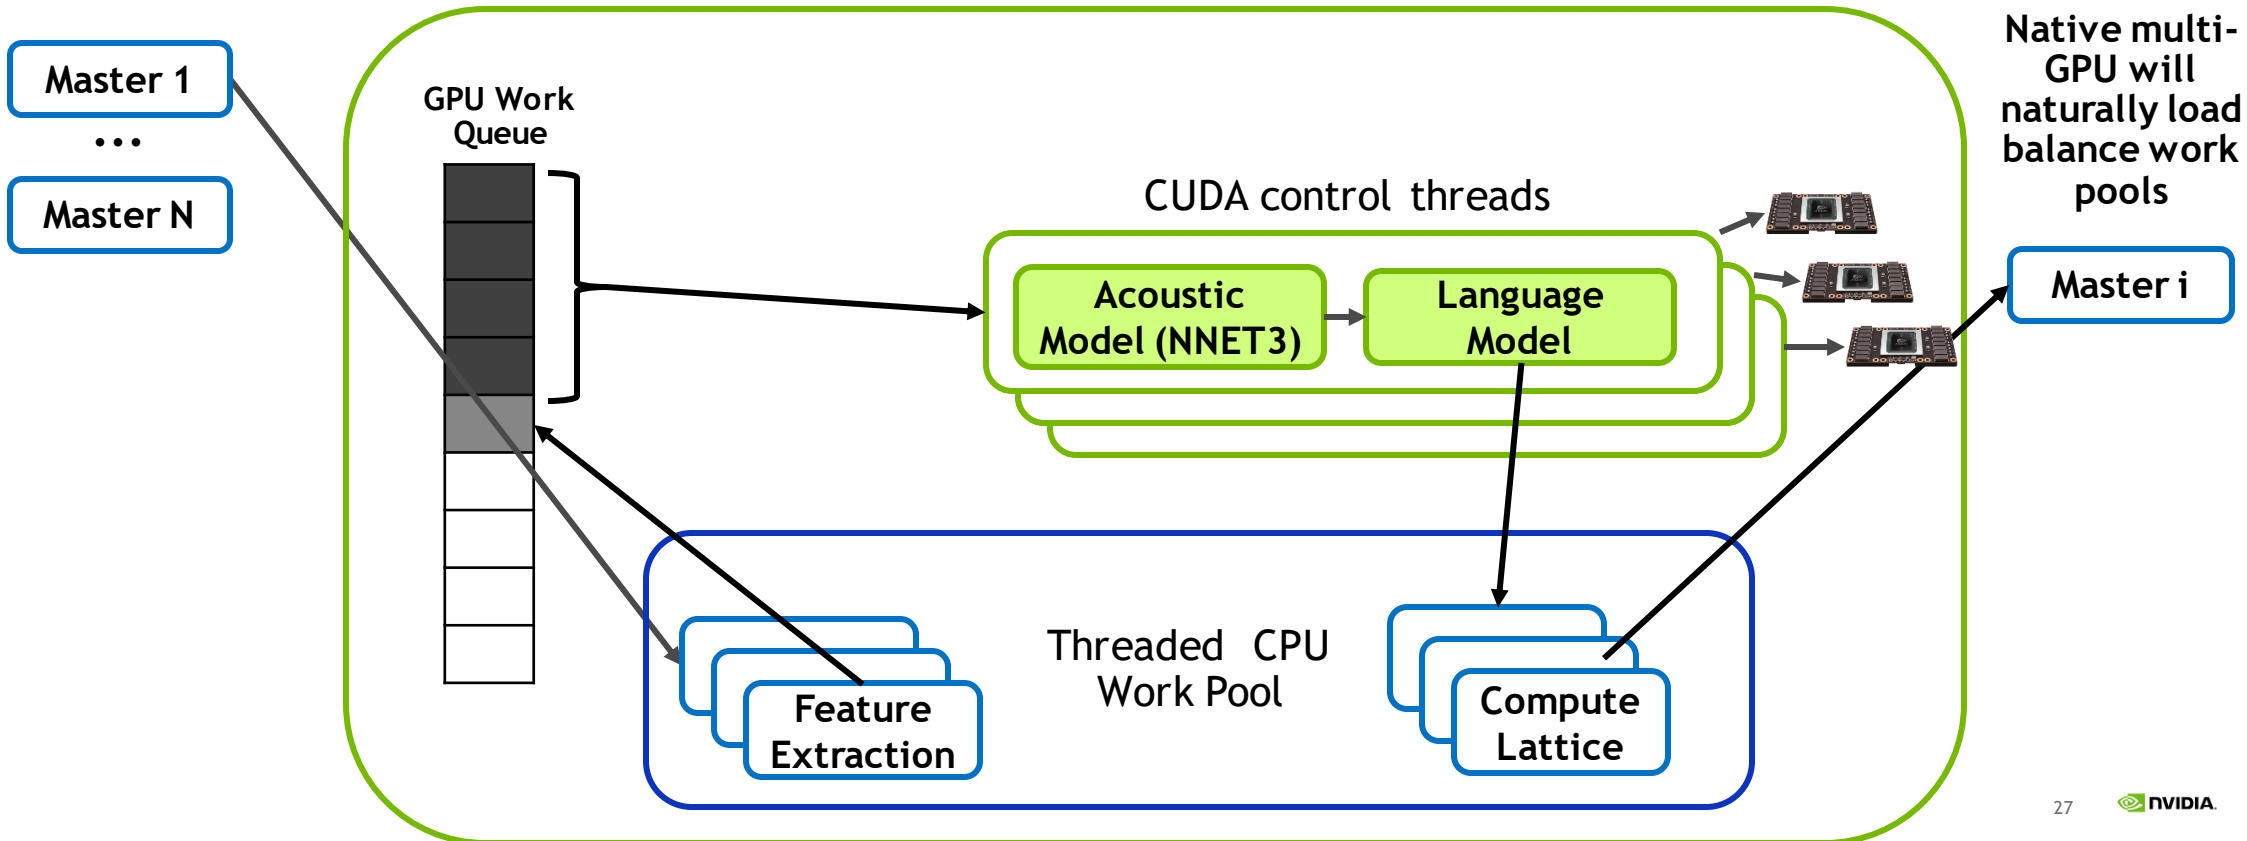 Master 1
...
Master N
GPU Work
Queue
CUDA control threads
Acoustic
Model (NNET3)
Language
Model
Native multi-
GPU will
naturally load
balance work
pools
Master i
Threaded CPU
Work Pool
Feature
Extraction
Compute
Lattice
27
NVIDIA.